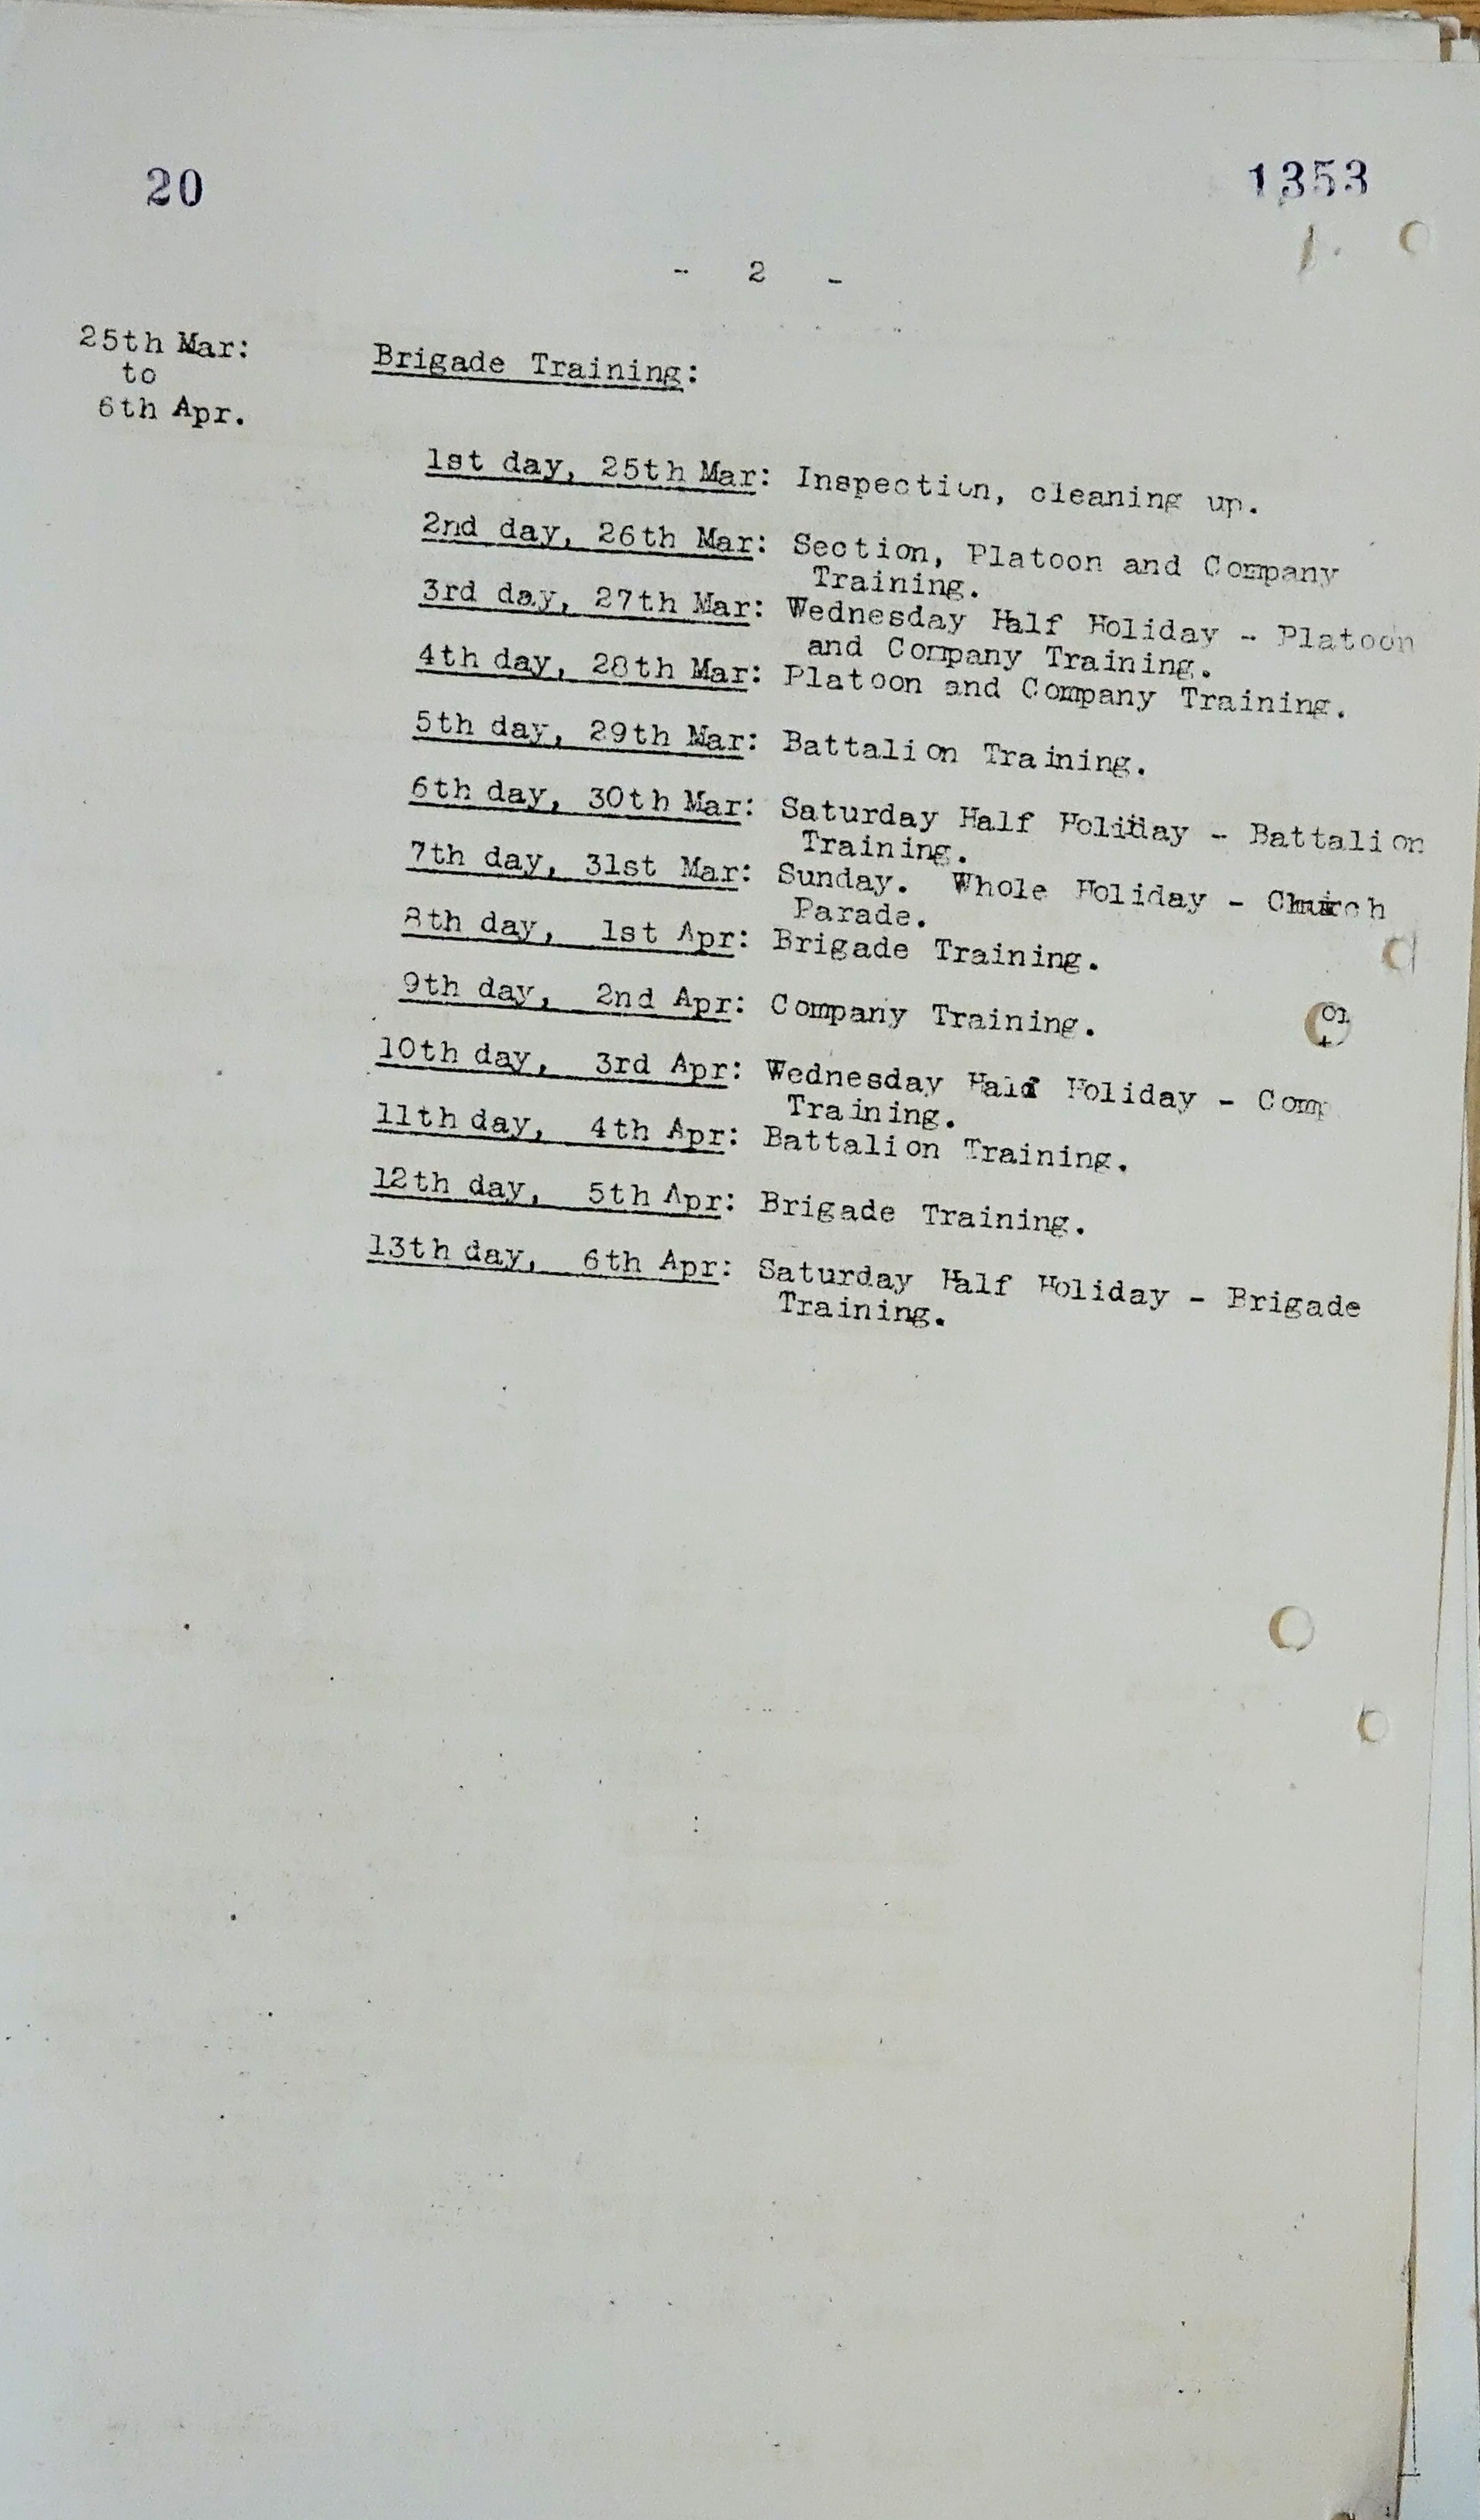 20
1353
- 2 -
25th Mar:
to
6th Apr.
Brigade Training:
1st day, 25th Mar: Inspection, cleaning up.
2nd day, 26th Mar: Section, Platoon and Company
Training.
3rd day, 27th Mar: Wednesday Half Holiday - Platoon
and Company Training.
4th day, 28th Mar: Platoon and Company Training.
5th day, 29th Mar: Battalion Training.
6th day, 30th Mar: Saturday Half Holiday - Battalion
Training.
7th day, 31st Mar: Sunday. Whole Holiday - Church
Parade.
8th day, 1st Apr: Brigade Training.
9th day, 2nd Apr: Company Training.
10th day, 3rd Apr: Wednesday Half Holiday - Comp
Training.
11th day, 4th Apr: Battalion Training.
12th day, 5th Apr: Brigade Training.
13th day, 6th Apr: Saturday Half Holiday - Brigade
Training.